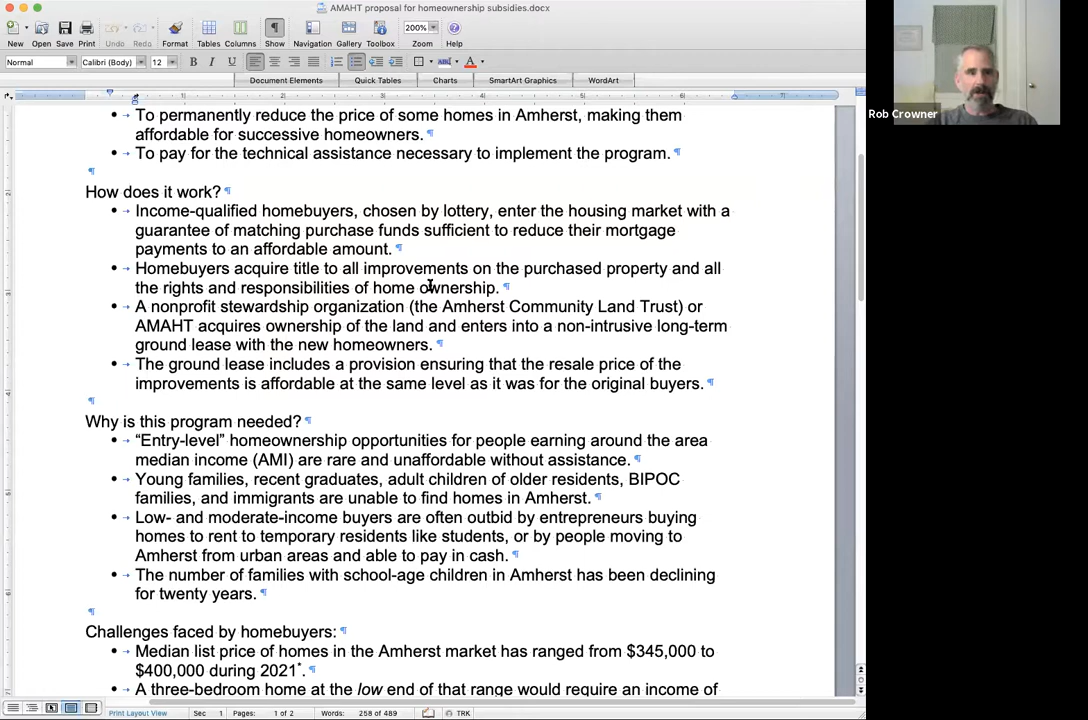 AMAHT proposal for homeownership subsidies.docx
New Open Save Print Undo Redo Format Tables Columns Show Navigation Gallery Toolbox Zoom Help
200%
Normal Calibri (Body) 12 B I U
Document Elements Quick Tables Charts SmartArt Graphics WordArt
• To permanently reduce the price of some homes in Amherst, making them
affordable for successive homeowners. ¶
• To pay for the technical assistance necessary to implement the program. ¶
¶
How does it work? ¶
• Income-qualified homebuyers, chosen by lottery, enter the housing market with a
guarantee of matching purchase funds sufficient to reduce their mortgage
payments to an affordable amount. ¶
• Homebuyers acquire title to all improvements on the purchased property and all
the rights and responsibilities of home ownership. ¶
• A nonprofit stewardship organization (the Amherst Community Land Trust) or
AMAHT acquires ownership of the land and enters into a non-intrusive long-term
ground lease with the new homeowners. ¶
• The ground lease includes a provision ensuring that the resale price of the
improvements is affordable at the same level as it was for the original buyers. ¶
¶
Why is this program needed? ¶
• “Entry-level” homeownership opportunities for people earning around the area
median income (AMI) are rare and unaffordable without assistance. ¶
• Young families, recent graduates, adult children of older residents, BIPOC
families, and immigrants are unable to find homes in Amherst. ¶
• Low- and moderate-income buyers are often outbid by entrepreneurs buying
homes to rent to temporary residents like students, or by people moving to
Amherst from urban areas and able to pay in cash. ¶
• The number of families with school-age children in Amherst has been declining
for twenty years. ¶
¶
Challenges faced by homebuyers: ¶
• Median list price of homes in the Amherst market has ranged from $345,000 to
$400,000 during 2021*. ¶
• A three-bedroom home at the low end of that range would require an income of
Print Layout View Sec 1 Pages: 1 of 2 Words: 258 of 489 TRK
Rob Crowner